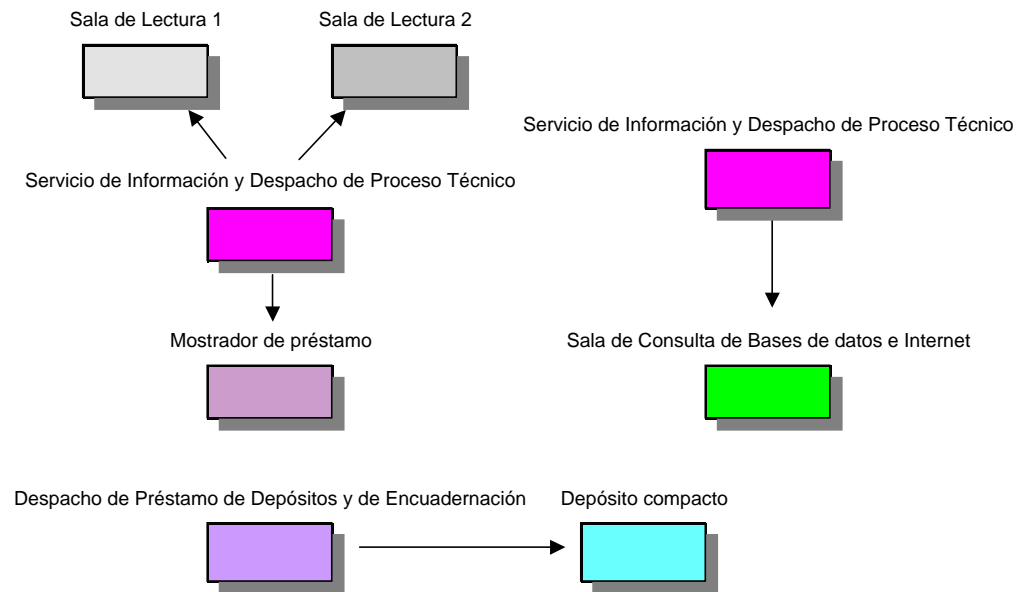 Sala de Lectura 1
Sala de Lectura 2
Servicio de Información y Despacho de Proceso Técnico
Servicio de Información y Despacho de Proceso Técnico
Mostrador de préstamo
Sala de Consulta de Bases de datos e Internet
Despacho de Préstamo de Depósitos y de Encuadernación
Depósito compacto